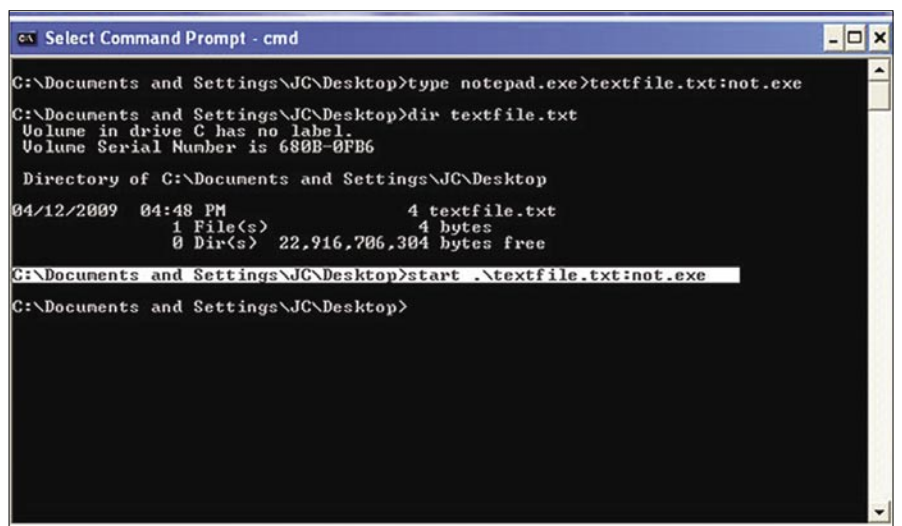 Select Command Prompt - cmd
C:\Documents and Settings\JC\Desktop>type notepad.exe>textfile.txt:not.exe
C:\Documents and Settings\JC\Desktop>dir textfile.txt
Volume in drive C has no label.
Volume Serial Number is 680B-0FB6
Directory of C:\Documents and Settings\JC\Desktop
04/12/2009  04:48 PM                 4 textfile.txt
1 File(s)              4 bytes
0 Dir(s)  22,916,706,304 bytes free
C:\Documents and Settings\JC\Desktop>start .\textfile.txt:not.exe
C:\Documents and Settings\JC\Desktop>